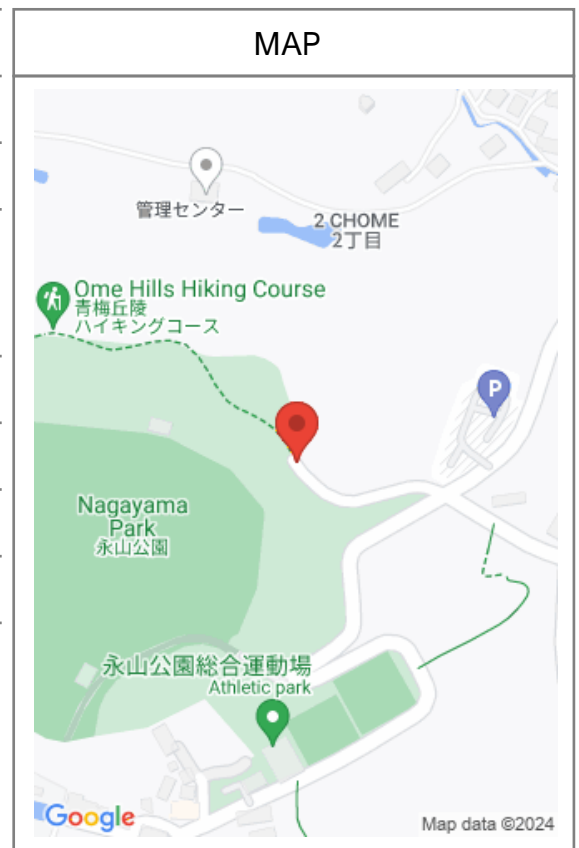 MAP
管理センター
2 CHOME
2丁目
Ome Hills Hiking Course
青梅丘陵
ハイキングコース
P
Nagayama
Park
永山公園
永山公園総合運動場
Athletic park
Google
Map data ©2024